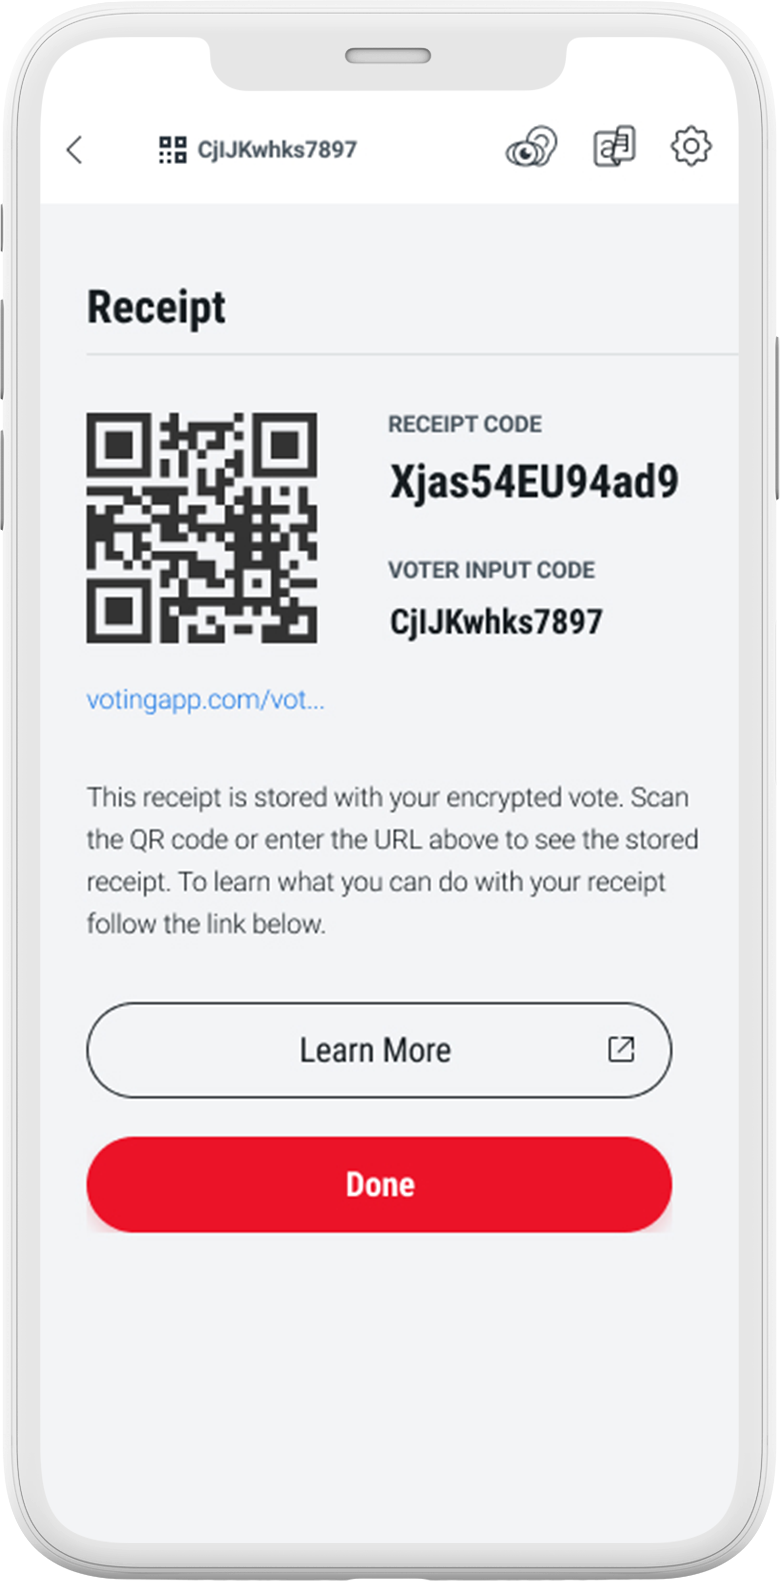 CjIJKwhks7897
Receipt
RECEIPT CODE
Xjas54EU94ad9
VOTER INPUT CODE
CjIJKwhks7897
votingapp.com/vot...
This receipt is stored with your encrypted vote. Scan
the QR code or enter the URL above to see the stored
receipt. To learn what you can do with your receipt
follow the link below.
Learn More
Done